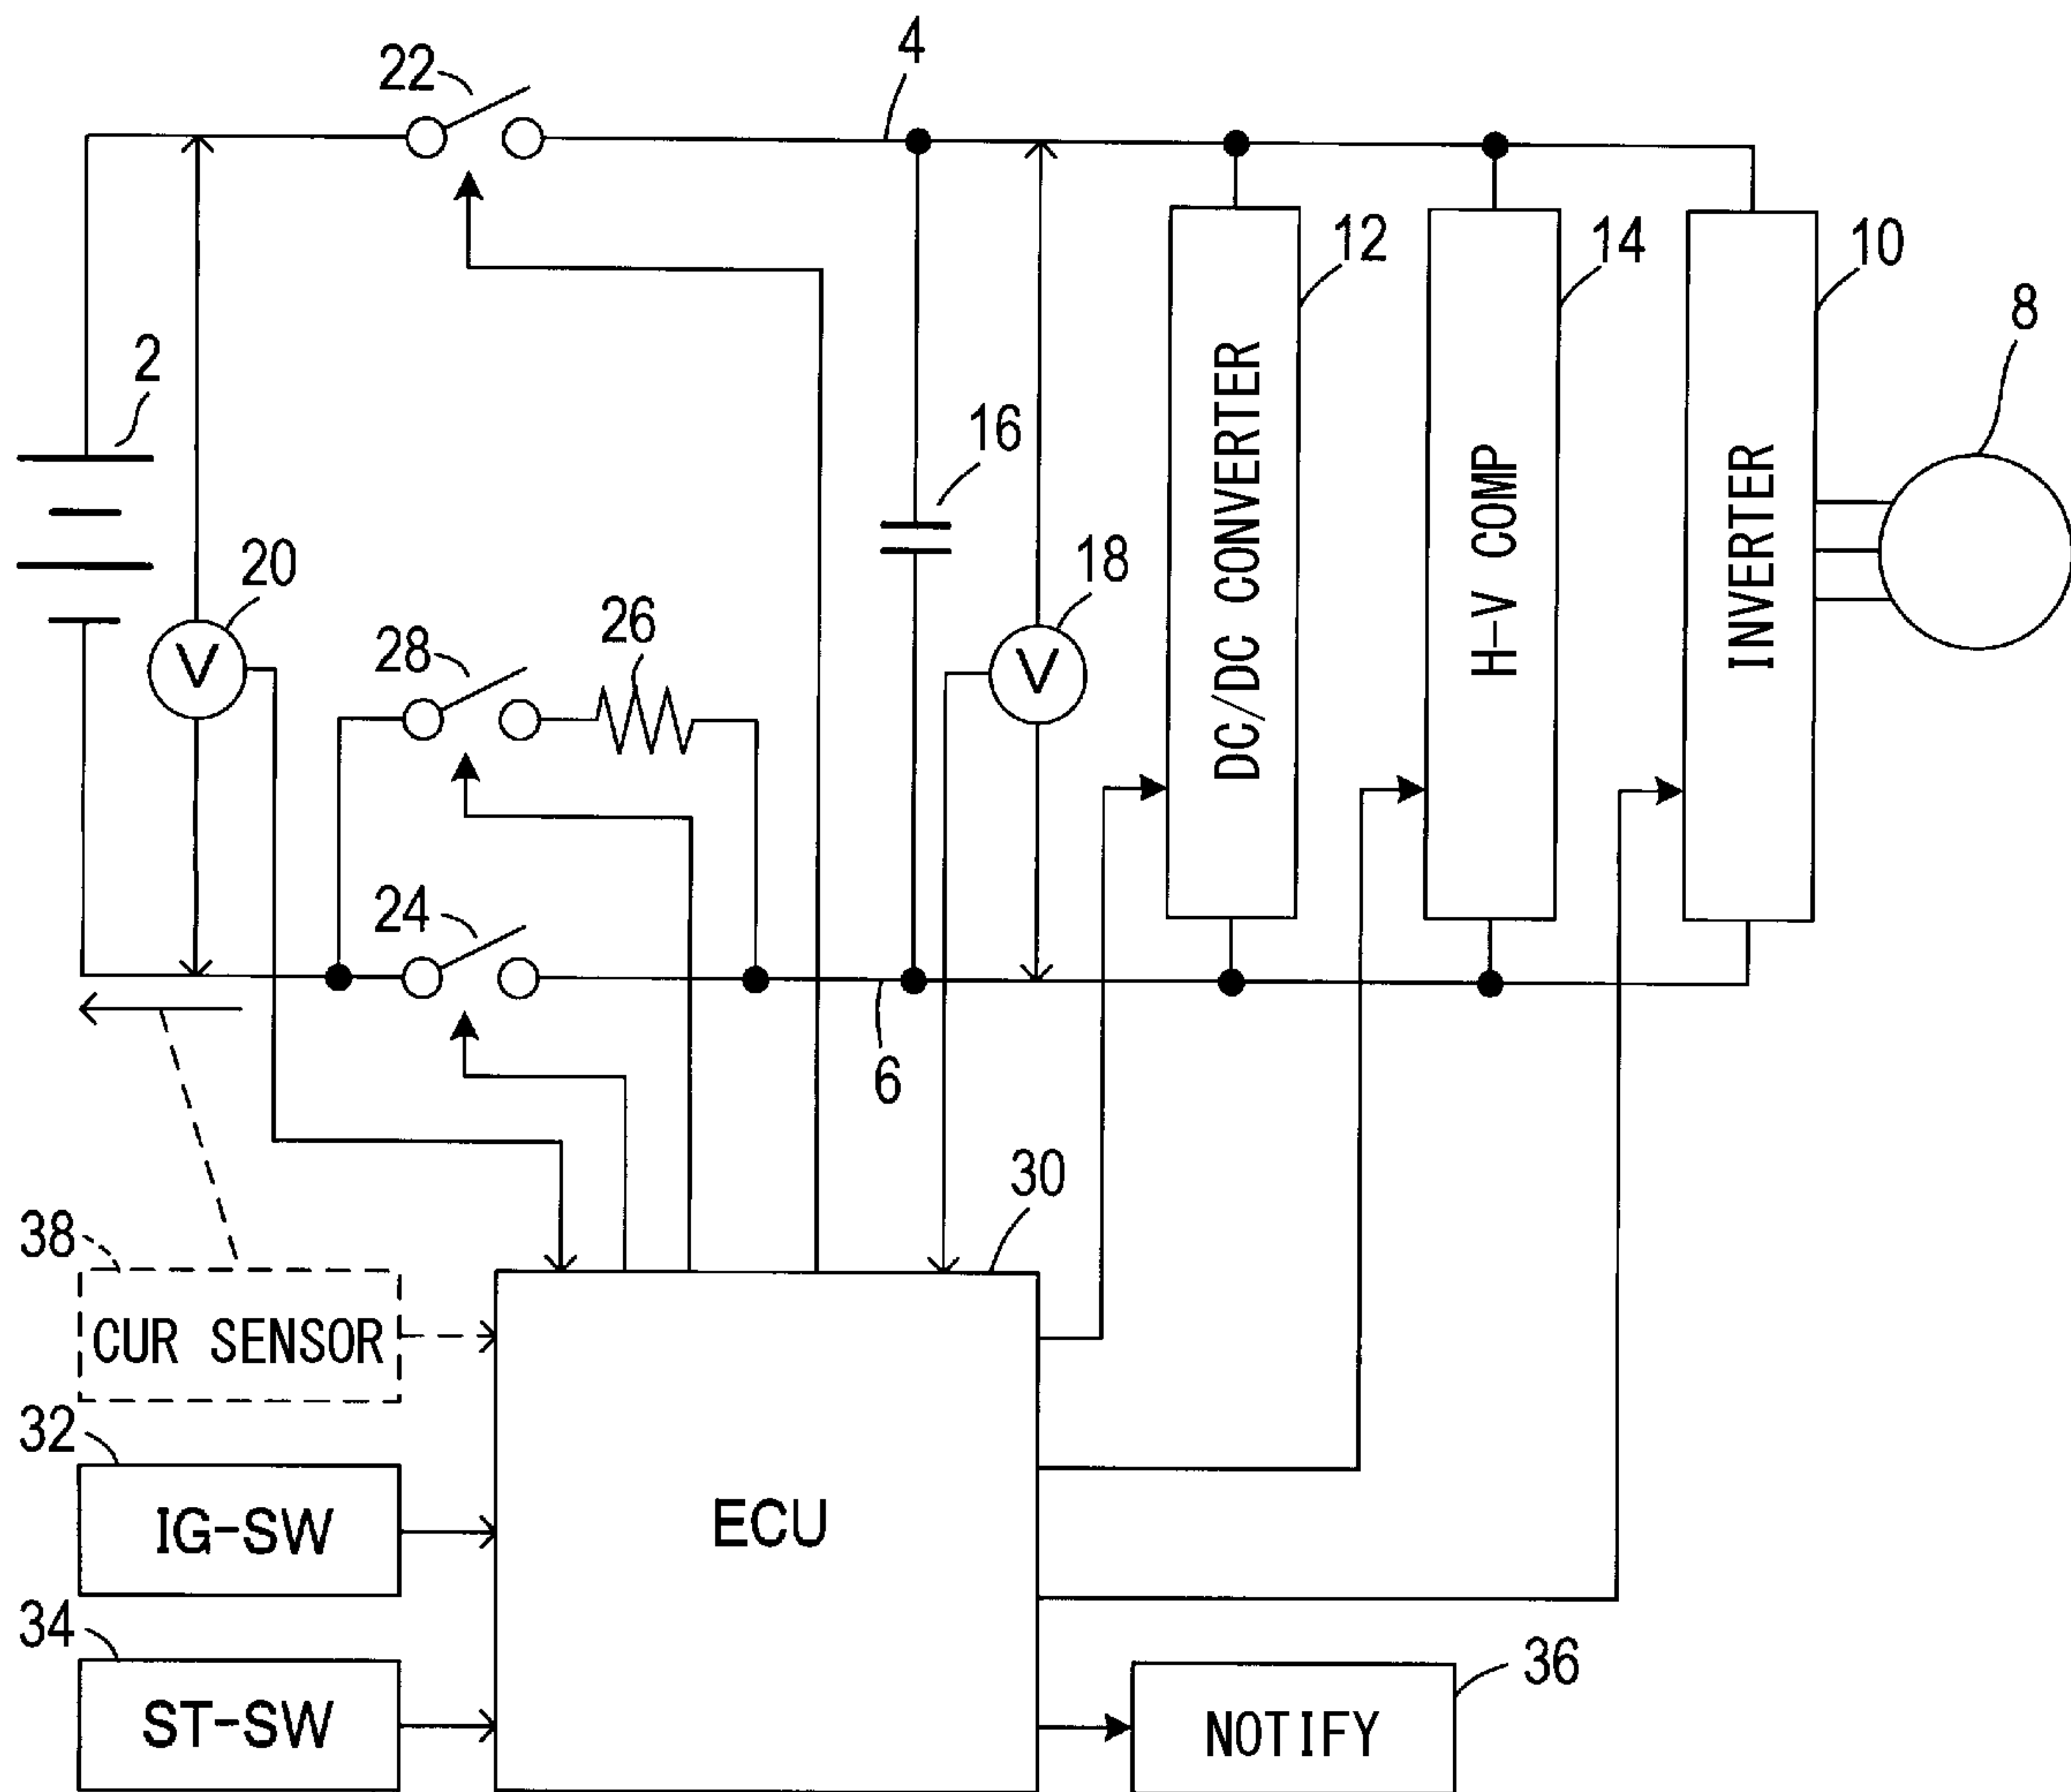 22
4
12
14
10
8
2
16
20
V
28
26
18
V
DC/DC CONVERTER
H-V COMP
INVERTER
24
6
30
38
CUR SENSOR
32
IG-SW
ECU
34
ST-SW
36
NOTIFY